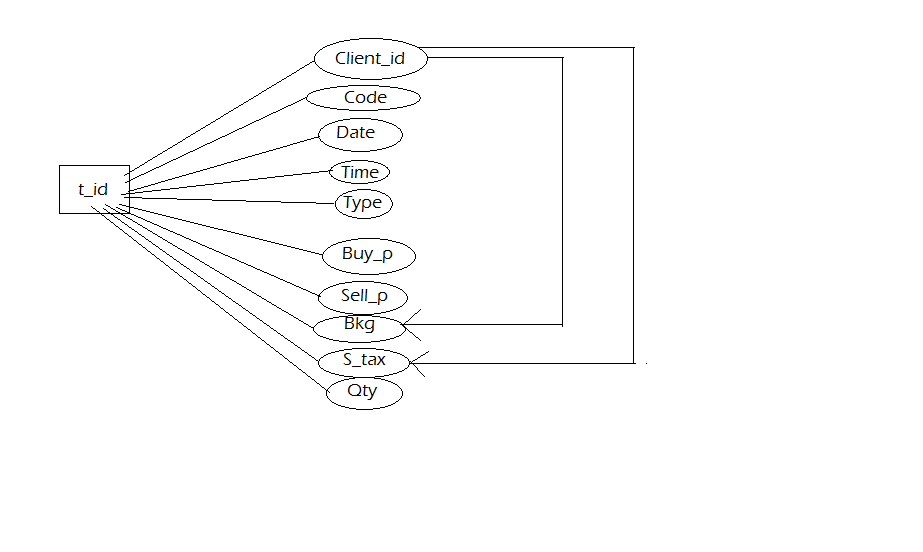 Client_id
Code
Date
Time
t_id
Type
Buy_p
Sell_p
Bkg
S_tax
Qty